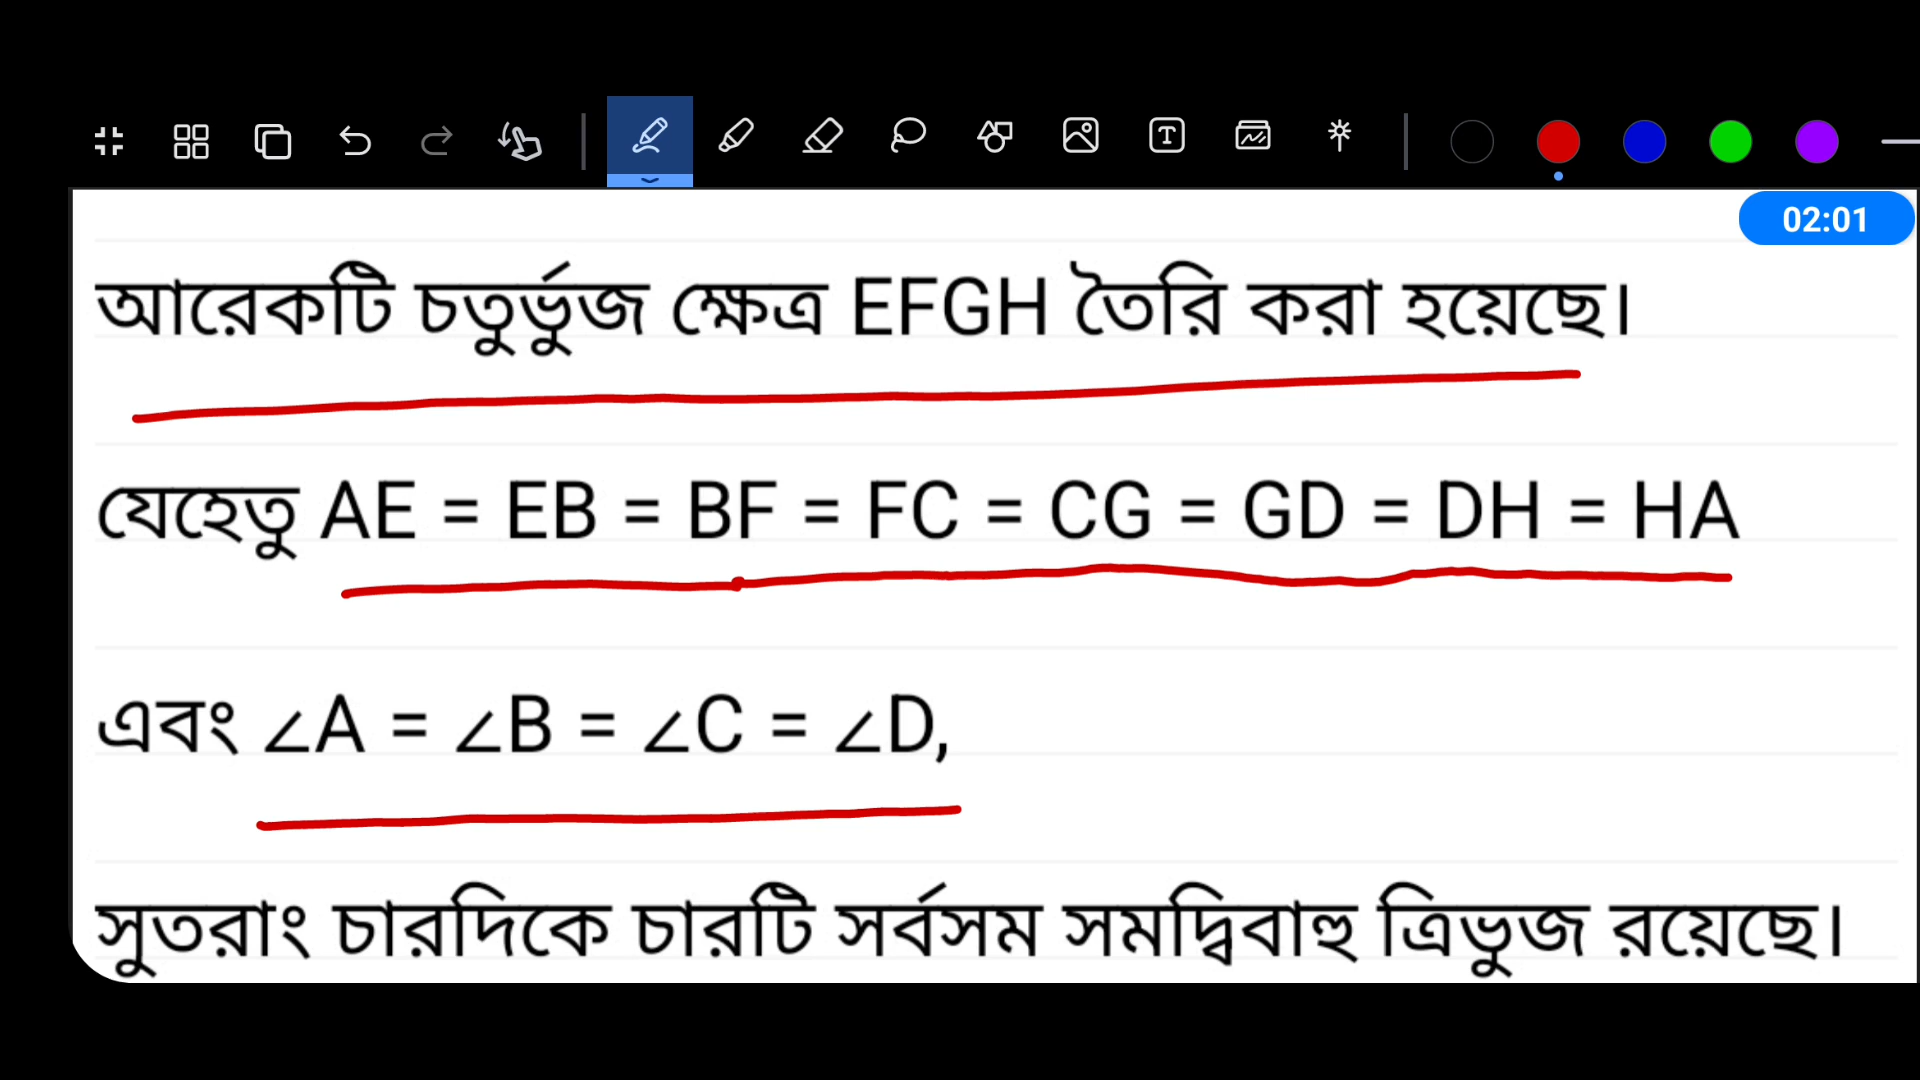 02:01
আরেকটি চতুর্ভুজ ক্ষেত্র EFGH তৈরি করা হয়েছে।
যেহেতু AE = EB = BF = FC = CG = GD = DH = HA
এবং ∠A = ∠B = ∠C = ∠D,
সুতরাং চারদিকে চারটি সর্বসম সমদ্বিবাহু ত্রিভুজ রয়েছে।